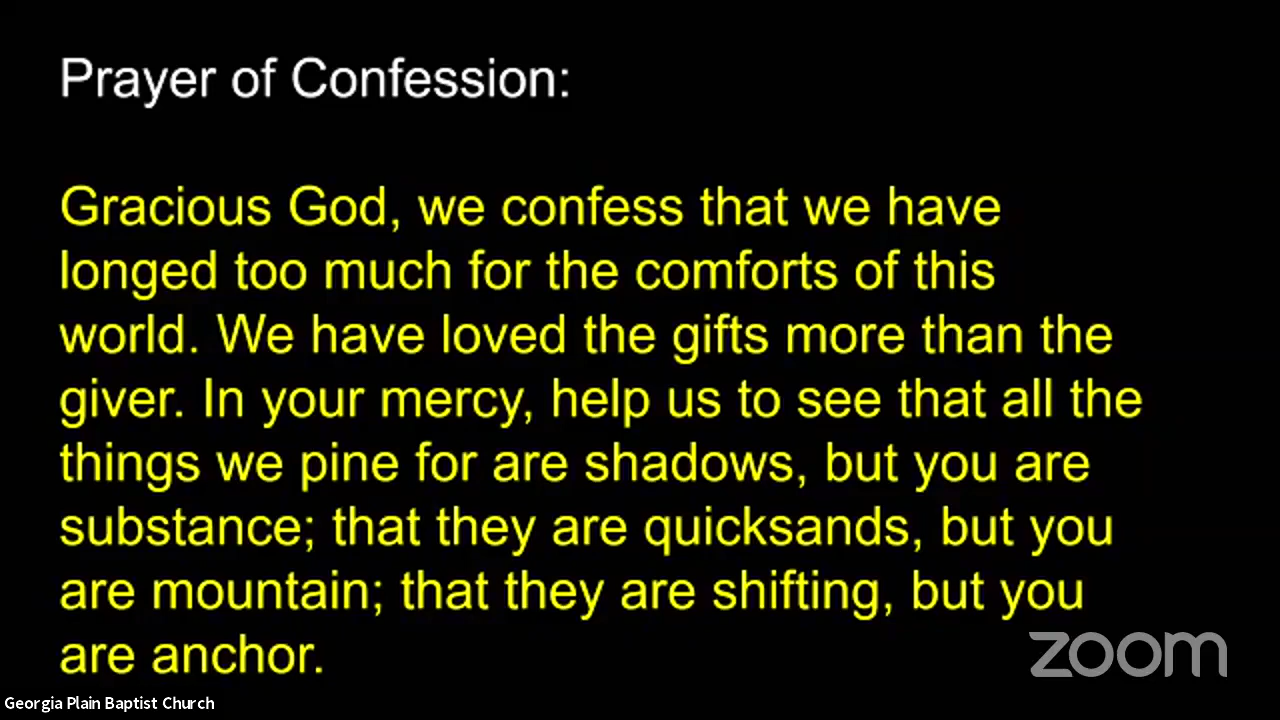 Prayer of Confession:
Gracious God, we confess that we have
longed too much for the comforts of this
world. We have loved the gifts more than the
giver. In your mercy, help us to see that all the
things we pine for are shadows, but you are
substance; that they are quicksands, but you
are mountain; that they are shifting, but you
are anchor.
zoom
Georgia Plain Baptist Church